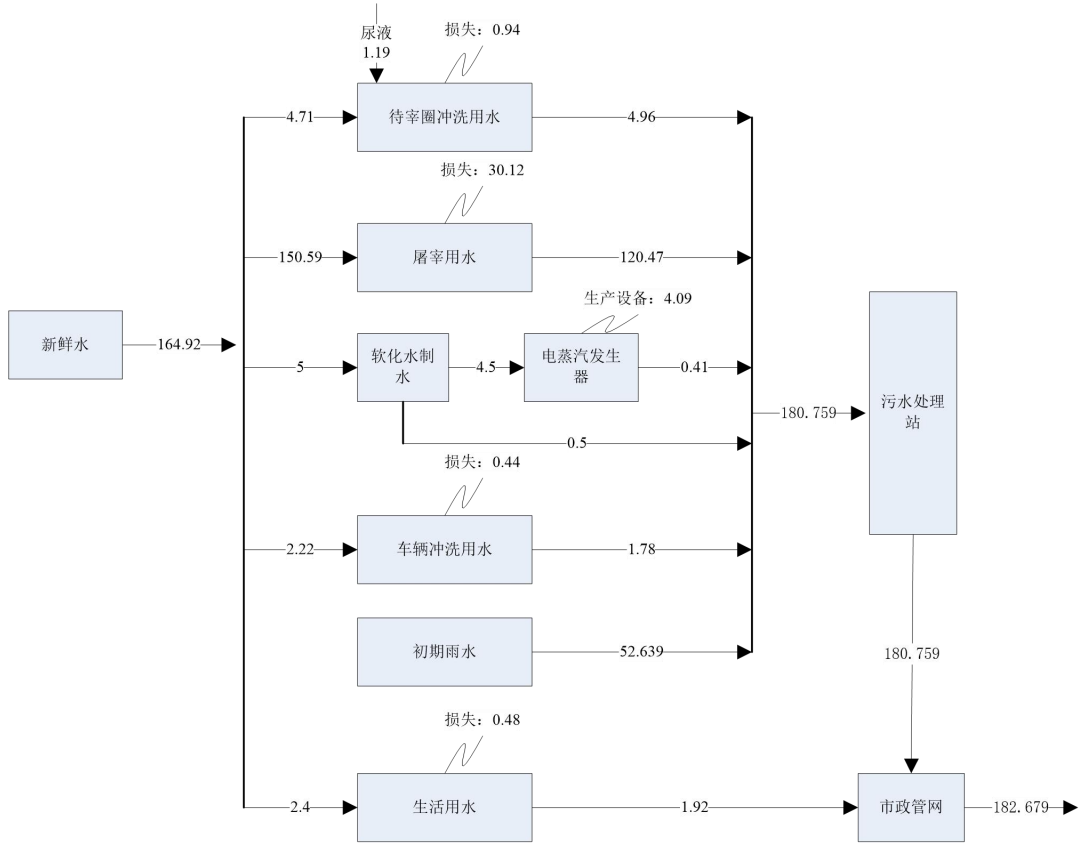 尿液
1.19
损失：0.94
4.71
待宰圈冲洗用水
4.96
损失：30.12
150.59
屠宰用水
120.47
生产设备：4.09
新鲜水
164.92
5
软化水制
水
4.5
电蒸汽发生
器
0.41
180.759
污水处理
站
0.5
损失：0.44
2.22
车辆冲洗用水
1.78
初期雨水
52.639
180.759
损失：0.48
2.4
生活用水
1.92
市政管网
182.679